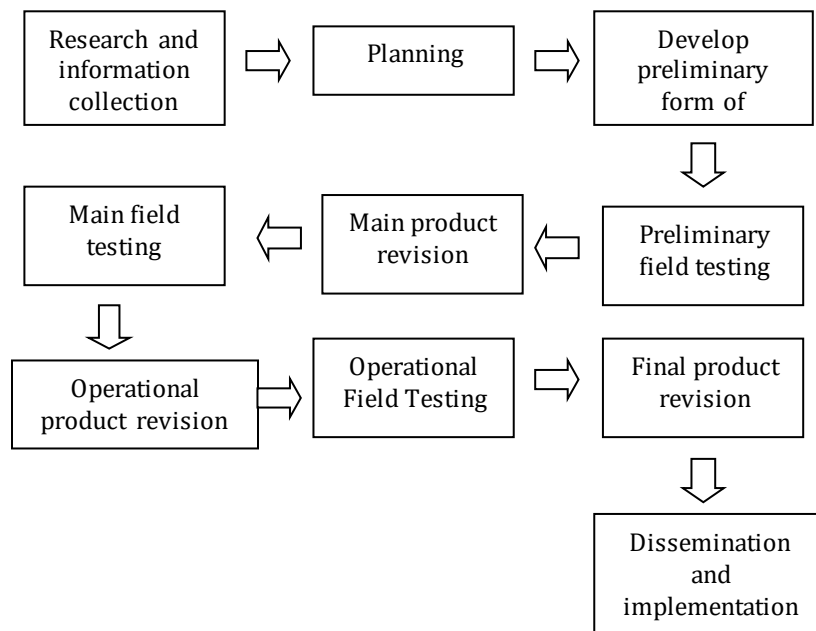 Research and
information
collection
Planning
Develop
preliminary
form of
Preliminary
field testing
Main product
revision
Main field
testing
Operational
product revision
Operational
Field Testing
Final product
revision
Dissemination
and
implementation